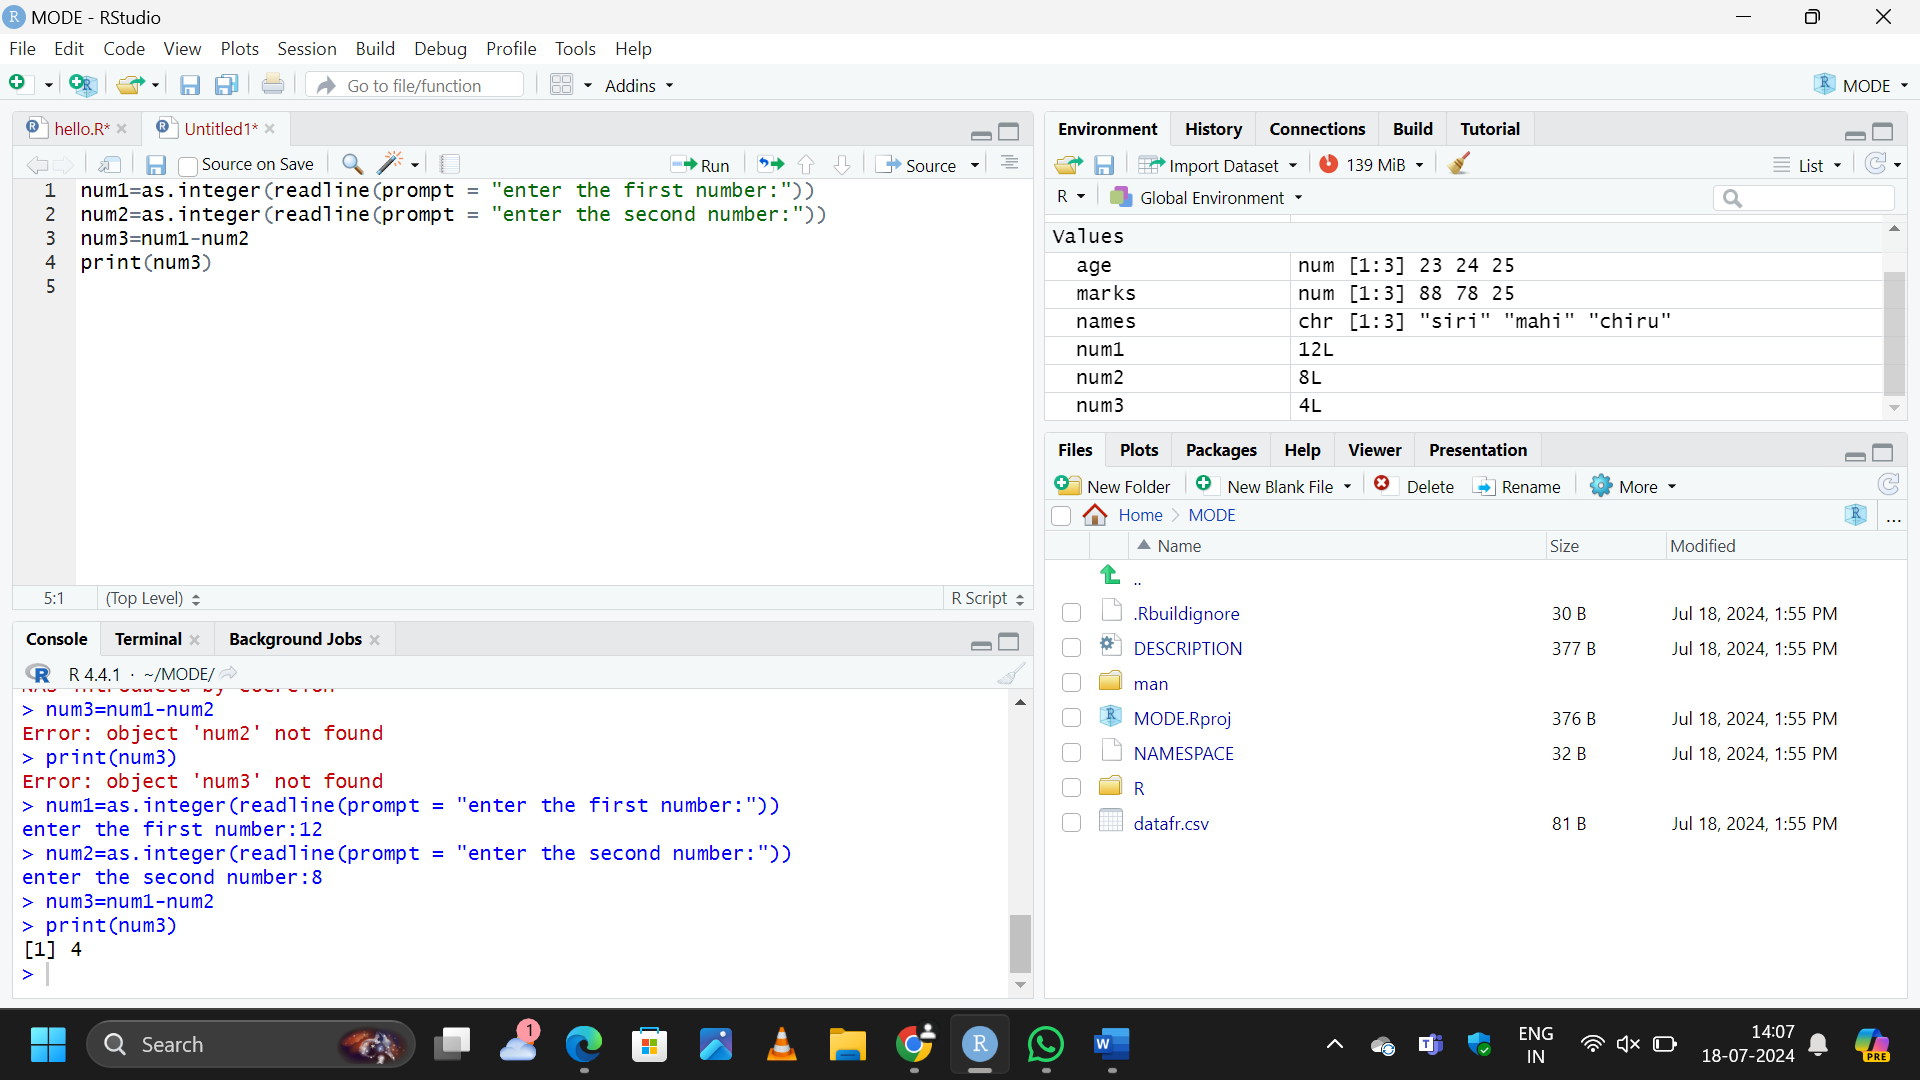 MODE - RStudio
File Edit Code View Plots Session Build Debug Profile Tools Help
Go to file/function Addins MODE
hello.R* Untitled1*
Source on Save Run Source
1 num1=as.integer(readline(prompt = "enter the first number:"))
2 num2=as.integer(readline(prompt = "enter the second number:"))
3 num3=num1-num2
4 print(num3)
5
5:1 (Top Level) R Script
Console Terminal Background Jobs
R 4.4.1 · ~/MODE/
NAs introduced by coercion
> num3=num1-num2
Error: object 'num2' not found
> print(num3)
Error: object 'num3' not found
> num1=as.integer(readline(prompt = "enter the first number:"))
enter the first number:12
> num2=as.integer(readline(prompt = "enter the second number:"))
enter the second number:8
> num3=num1-num2
> print(num3)
[1] 4
>
Environment History Connections Build Tutorial
Import Dataset 139 MiB List
R Global Environment
Values
age num [1:3] 23 24 25
marks num [1:3] 88 78 25
names chr [1:3] "siri" "mahi" "chiru"
num1 12L
num2 8L
num3 4L
Files Plots Packages Help Viewer Presentation
New Folder New Blank File Delete Rename More
Home MODE ...
Name Size Modified
..
.Rbuildignore 30 B Jul 18, 2024, 1:55 PM
DESCRIPTION 377 B Jul 18, 2024, 1:55 PM
man
MODE.Rproj 376 B Jul 18, 2024, 1:55 PM
NAMESPACE 32 B Jul 18, 2024, 1:55 PM
R
datafr.csv 81 B Jul 18, 2024, 1:55 PM
Search 1 ENG IN 14:07 18-07-2024 PRE